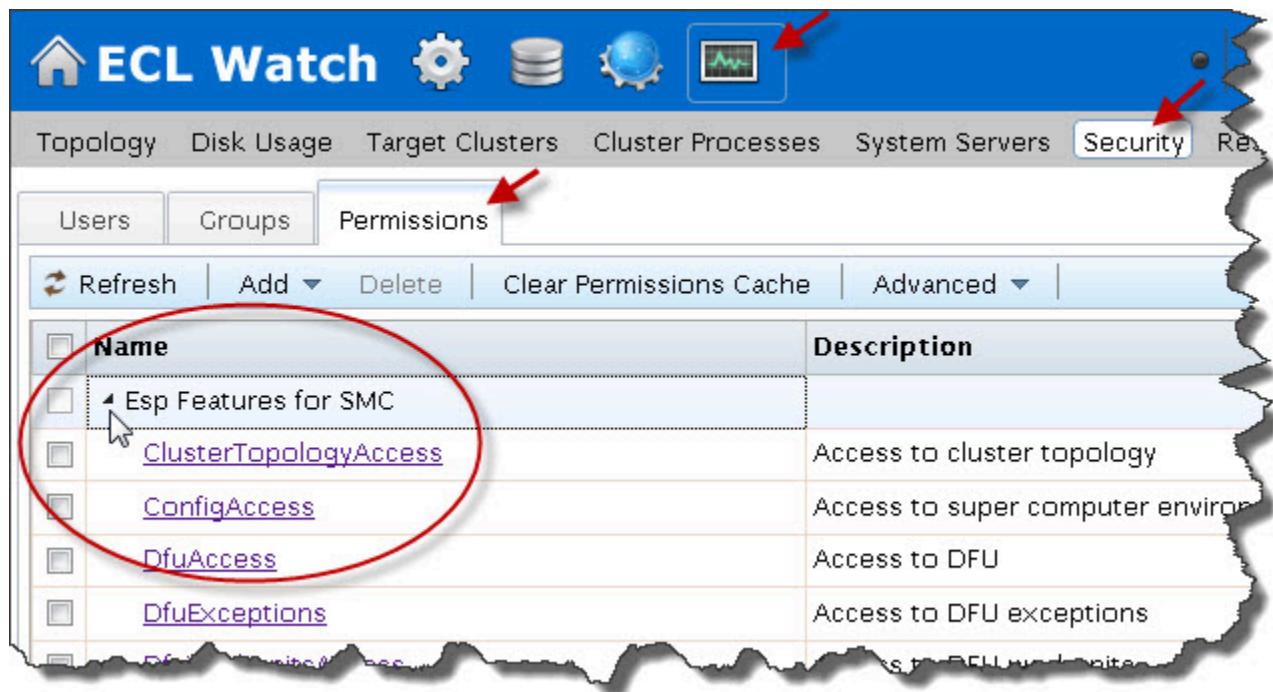 ECL Watch
Topology Disk Usage Target Clusters Cluster Processes System Servers Security
Users Groups Permissions
Refresh Add Delete Clear Permissions Cache Advanced
Name Description
Esp Features for SMC
ClusterTopologyAccess Access to cluster topology
ConfigAccess Access to super computer
DfuAccess Access to DFU
DfuExceptions Access to DFU exceptions